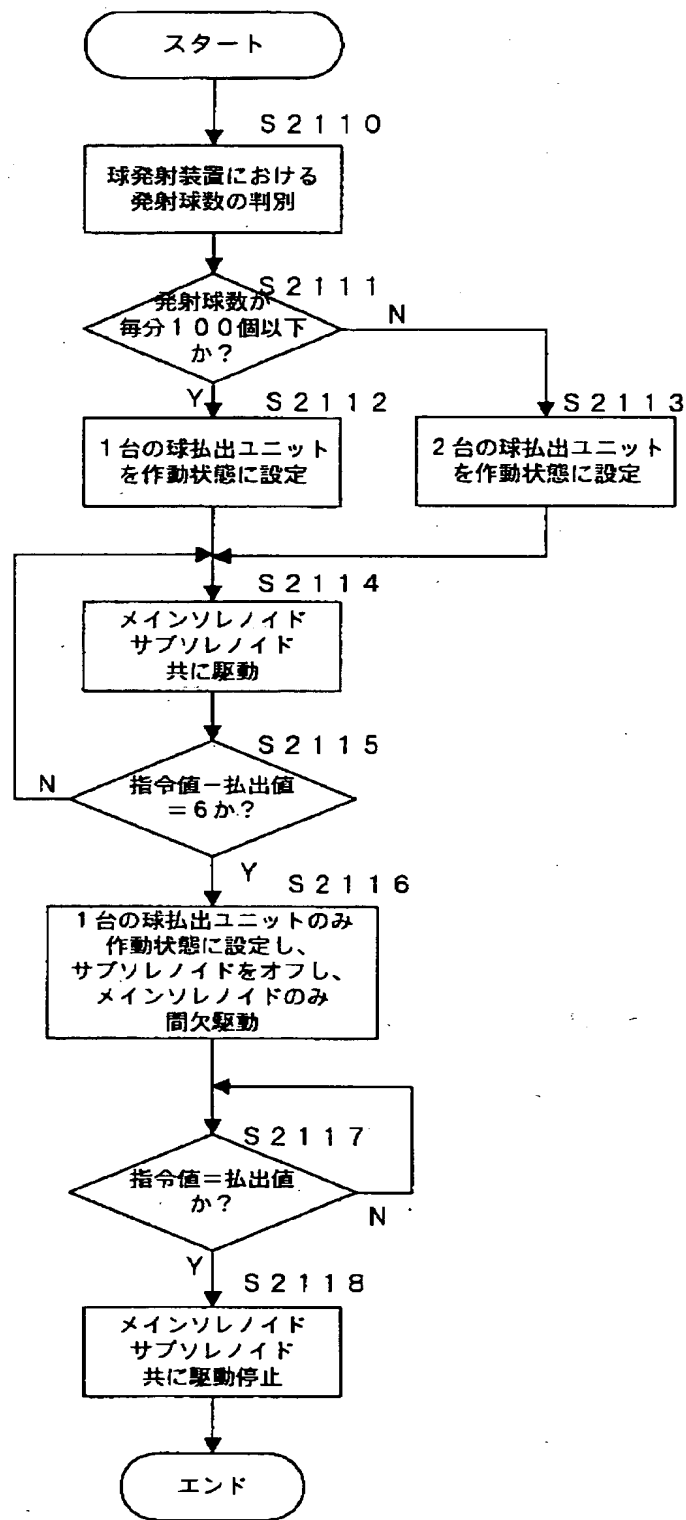 スタート
S2110
球発射装置における
発射球数の判別
S2111
発射球数が
毎分100個以下
か?
N
Y
S2112
1台の球払出ユニット
を作動状態に設定
S2113
2台の球払出ユニット
を作動状態に設定
S2114
メインソレノイド
サブソレノイド
共に駆動
S2115
指令値-払出値
=6か?
N
Y
S2116
1台の球払出ユニットのみ
作動状態に設定し、
サブソレノイドをオフし、
メインソレノイドのみ
間欠駆動
S2117
指令値=払出値
か?
N
Y
S2118
メインソレノイド
サブソレノイド
共に駆動停止
エンド